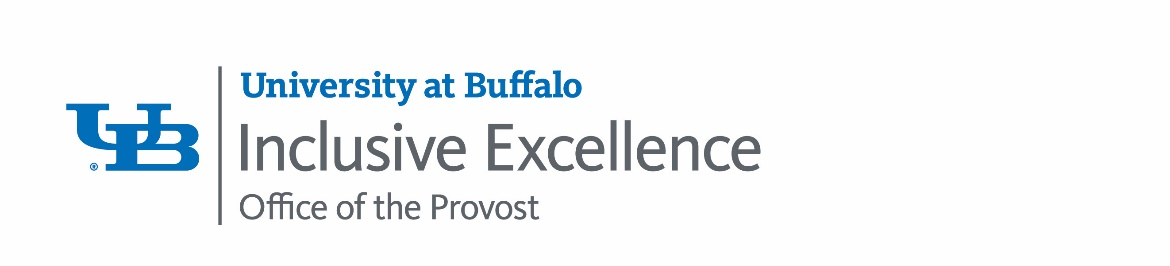 UB
®
University at Buffalo
Inclusive Excellence
Office of the Provost